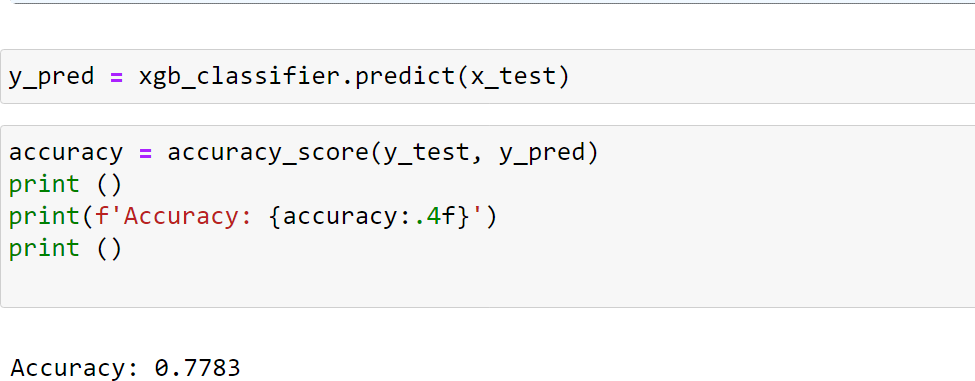 y_pred = xgb_classifier.predict(x_test)
accuracy = accuracy_score(y_test, y_pred)
print ()
print(f'Accuracy: {accuracy:.4f}')
print ()
Accuracy: 0.7783